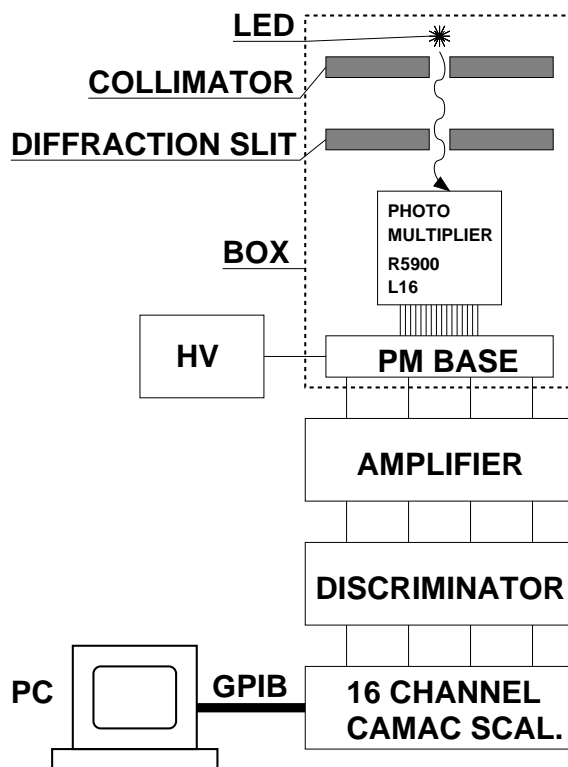 LED
COLLIMATOR
DIFFRACTION SLIT
PHOTO
MULTIPLIER
R5900
L16
BOX
HV
PM BASE
AMPLIFIER
DISCRIMINATOR
PC
GPIB
16 CHANNEL
CAMAC SCAL.